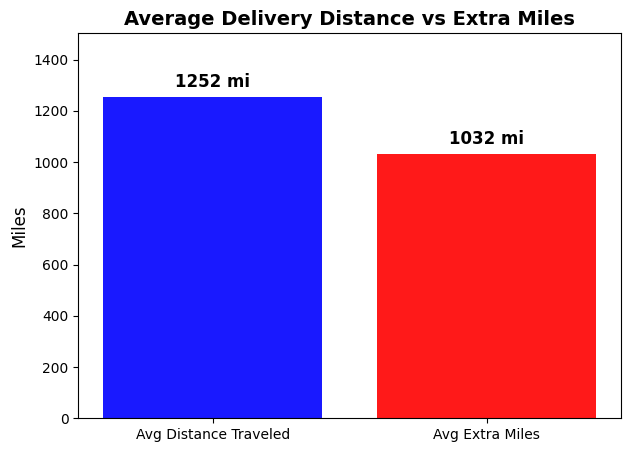 Average Delivery Distance vs Extra Miles
1400
1200
1000
800
600
400
200
0
Miles
1252 mi
1032 mi
Avg Distance Traveled
Avg Extra Miles